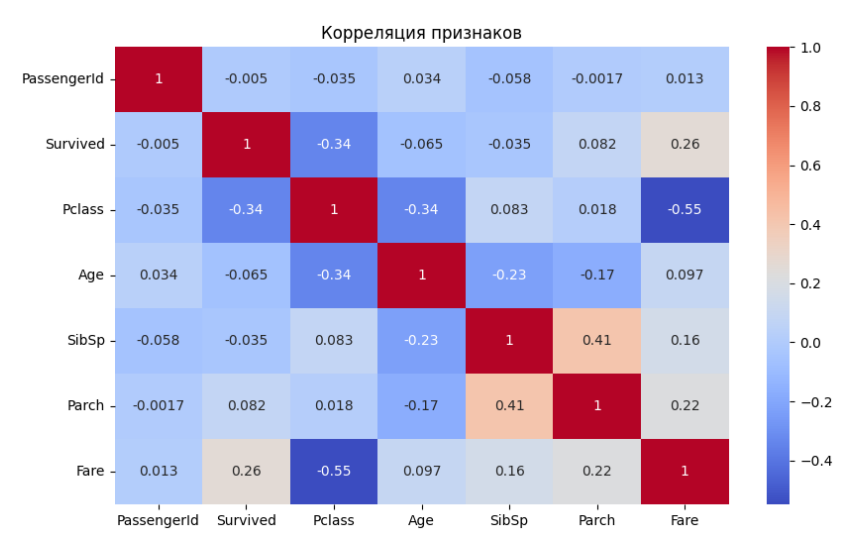 Корреляция признаков
PassengerId 1 -0.005 -0.035 0.034 -0.058 -0.0017 0.013
Survived -0.005 1 -0.34 -0.065 -0.035 0.082 0.26
Pclass -0.035 -0.34 1 -0.34 0.083 0.018 -0.55
Age 0.034 -0.065 -0.34 1 -0.23 -0.17 0.097
SibSp -0.058 -0.035 0.083 -0.23 1 0.41 0.16
Parch -0.0017 0.082 0.018 -0.17 0.41 1 0.22
Fare 0.013 0.26 -0.55 0.097 0.16 0.22 1
PassengerId Survived Pclass Age SibSp Parch Fare
1.0
0.8
0.6
0.4
0.2
0.0
−0.2
−0.4